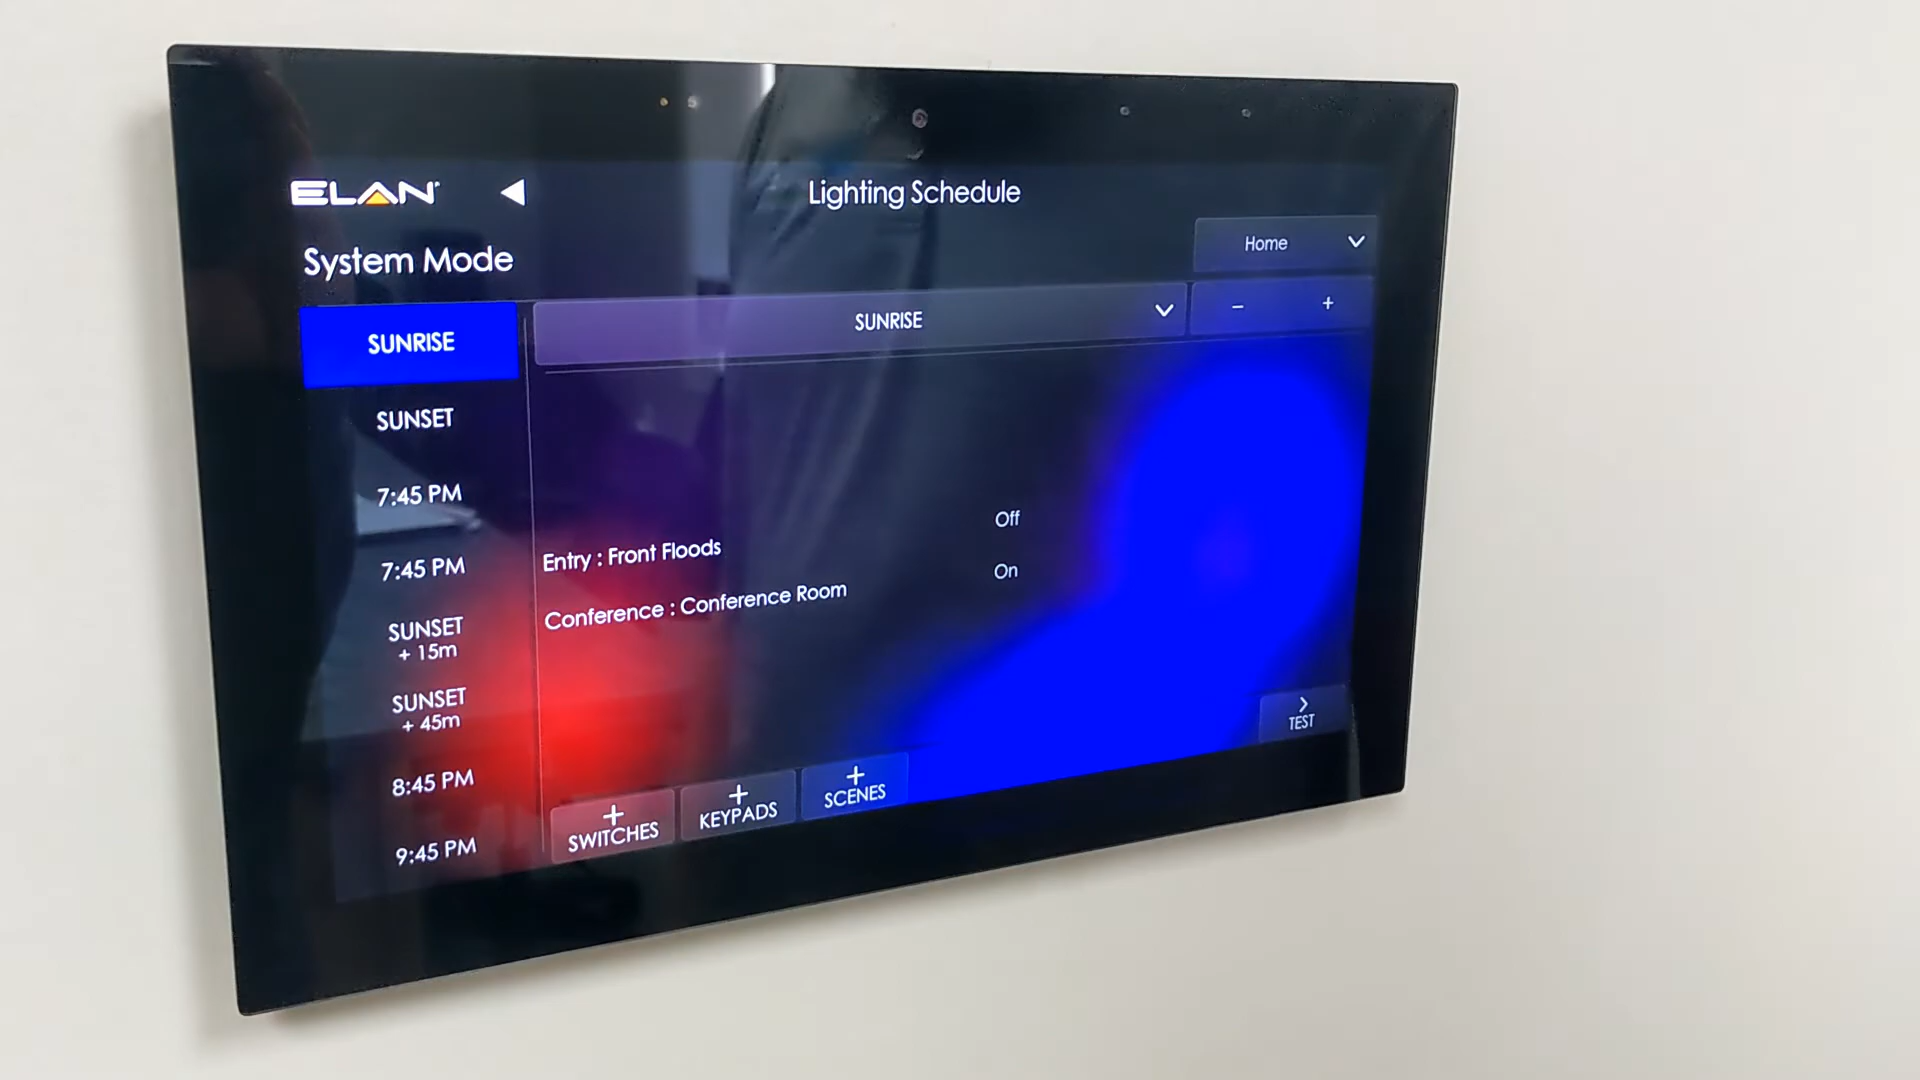 ELAN
Lighting Schedule
System Mode
Home
SUNRISE
SUNRISE
- +
SUNSET
7:45 PM
7:45 PM
SUNSET
+ 15m
SUNSET
+ 45m
8:45 PM
9:45 PM
Entry : Front Floods Off
Conference : Conference Room On
+ SWITCHES
+ KEYPADS
+ SCENES
> TEST